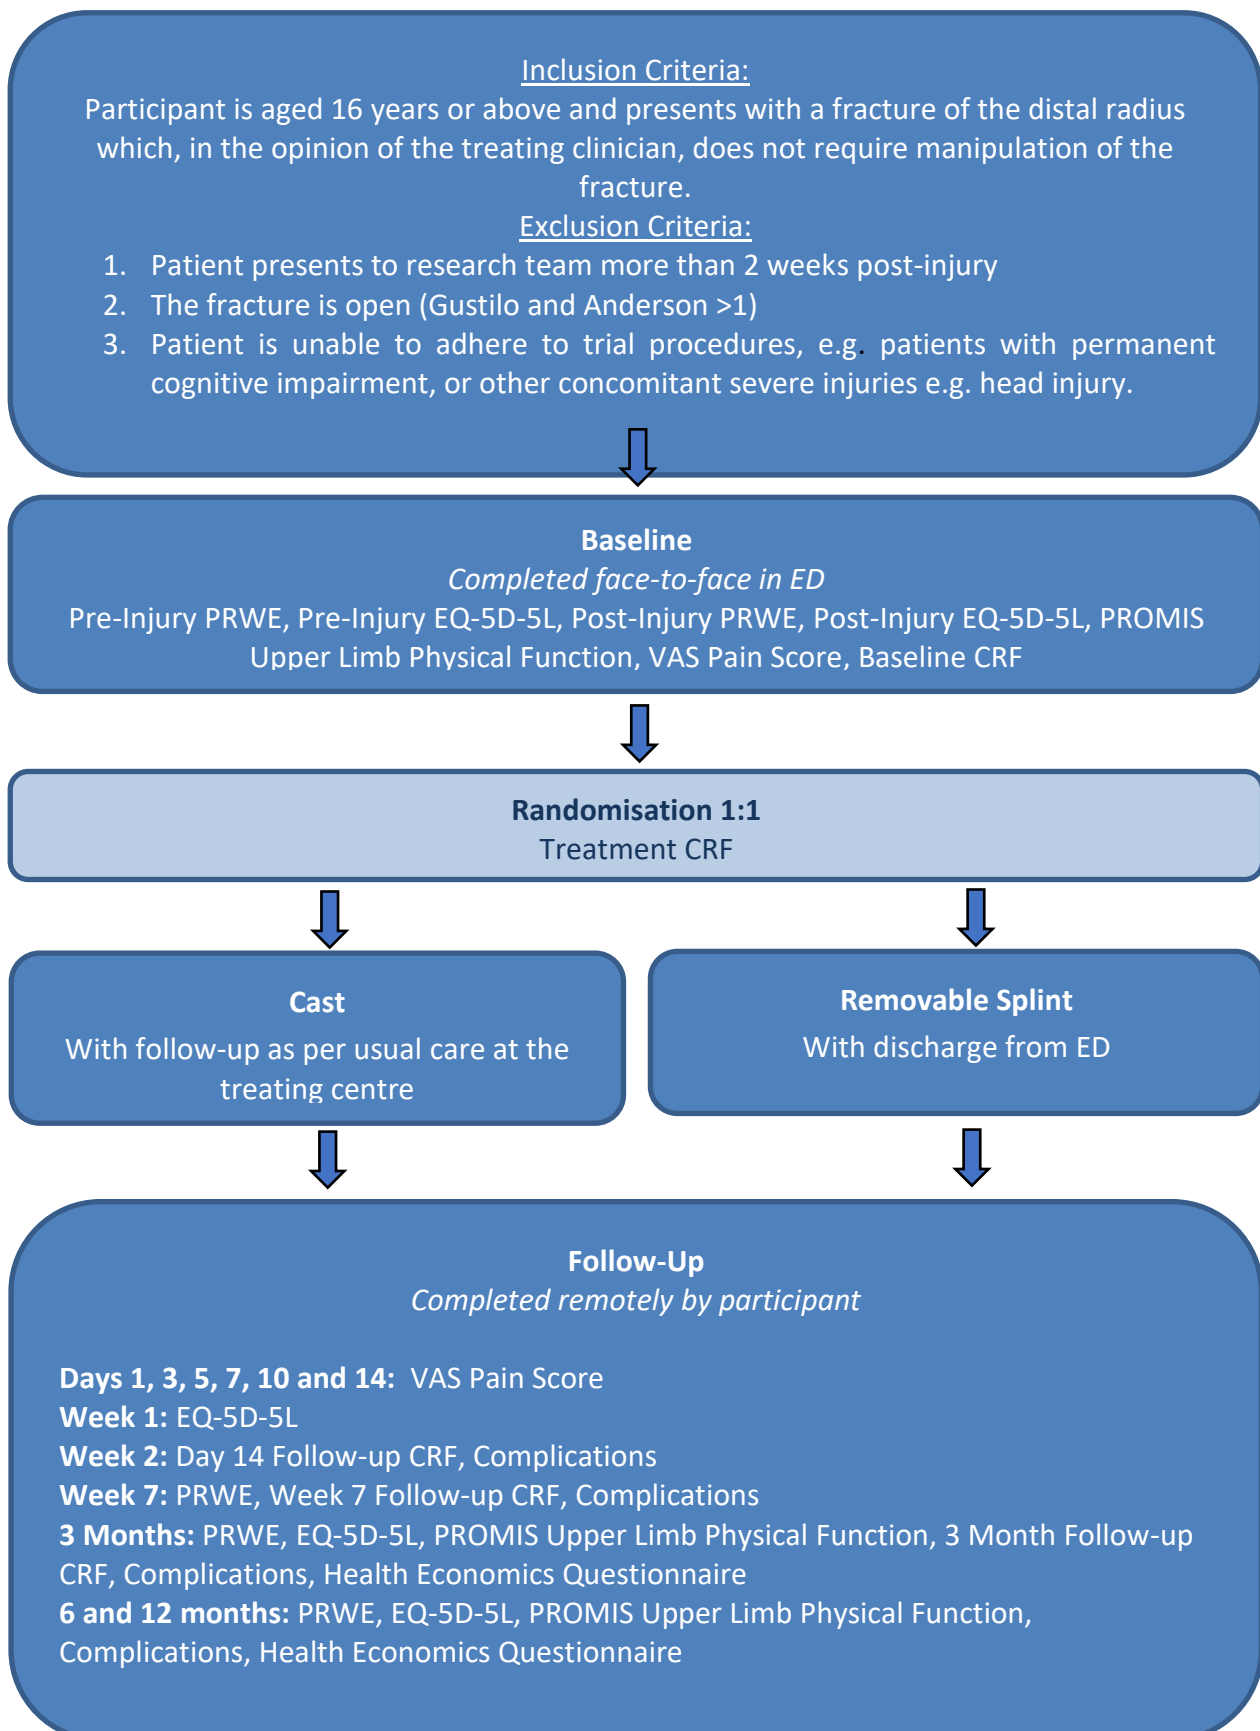 Inclusion Criteria:
Participant is aged 16 years or above and presents with a fracture of the distal radius
which, in the opinion of the treating clinician, does not require manipulation of the
fracture.
Exclusion Criteria:
1. Patient presents to research team more than 2 weeks post-injury
2. The fracture is open (Gustilo and Anderson >1)
3. Patient is unable to adhere to trial procedures, e.g. patients with permanent
cognitive impairment, or other concomitant severe injuries e.g. head injury.
Baseline
Completed face-to-face in ED
Pre-Injury PRWE, Pre-Injury EQ-5D-5L, Post-Injury PRWE, Post-Injury EQ-5D-5L, PROMIS
Upper Limb Physical Function, VAS Pain Score, Baseline CRF
Randomisation 1:1
Treatment CRF
Cast
With follow-up as per usual care at the
treating centre
Removable Splint
With discharge from ED
Follow-Up
Completed remotely by participant
Days 1, 3, 5, 7, 10 and 14: VAS Pain Score
Week 1: EQ-5D-5L
Week 2: Day 14 Follow-up CRF, Complications
Week 7: PRWE, Week 7 Follow-up CRF, Complications
3 Months: PRWE, EQ-5D-5L, PROMIS Upper Limb Physical Function, 3 Month Follow-up
CRF, Complications, Health Economics Questionnaire
6 and 12 months: PRWE, EQ-5D-5L, PROMIS Upper Limb Physical Function,
Complications, Health Economics Questionnaire